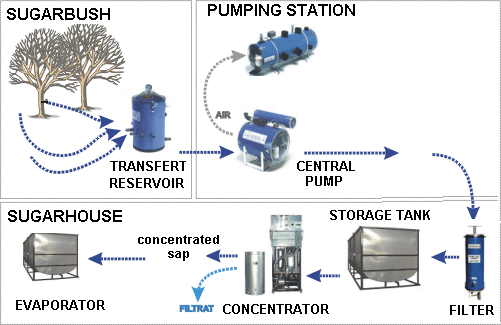 SUGARBUSH
PUMPING STATION
AIR
TRANSFERT
RESERVOIR
CENTRAL
PUMP
SUGARHOUSE
STORAGE TANK
concentrated
sap
EVAPORATOR
FILTRAT
CONCENTRATOR
FILTER